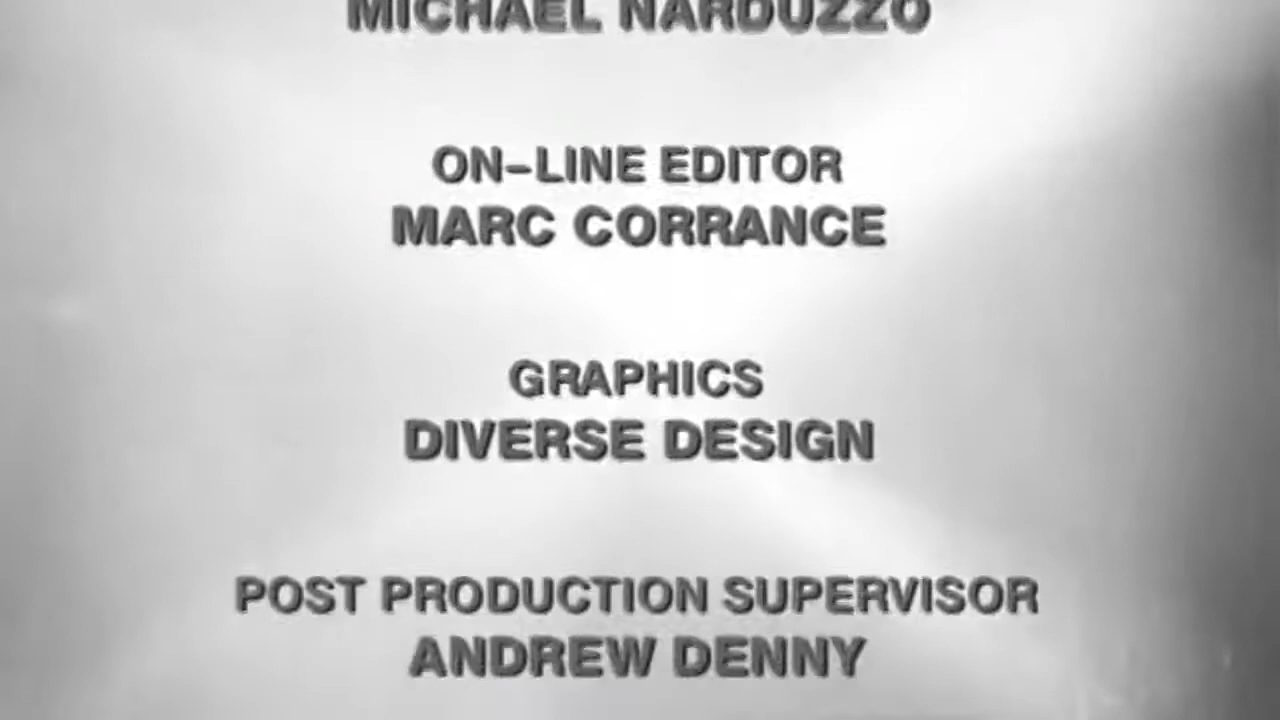 MICHAEL NARDUZZO
ON-LINE EDITOR
MARC CORRANCE
GRAPHICS
DIVERSE DESIGN
POST PRODUCTION SUPERVISOR
ANDREW DENNY